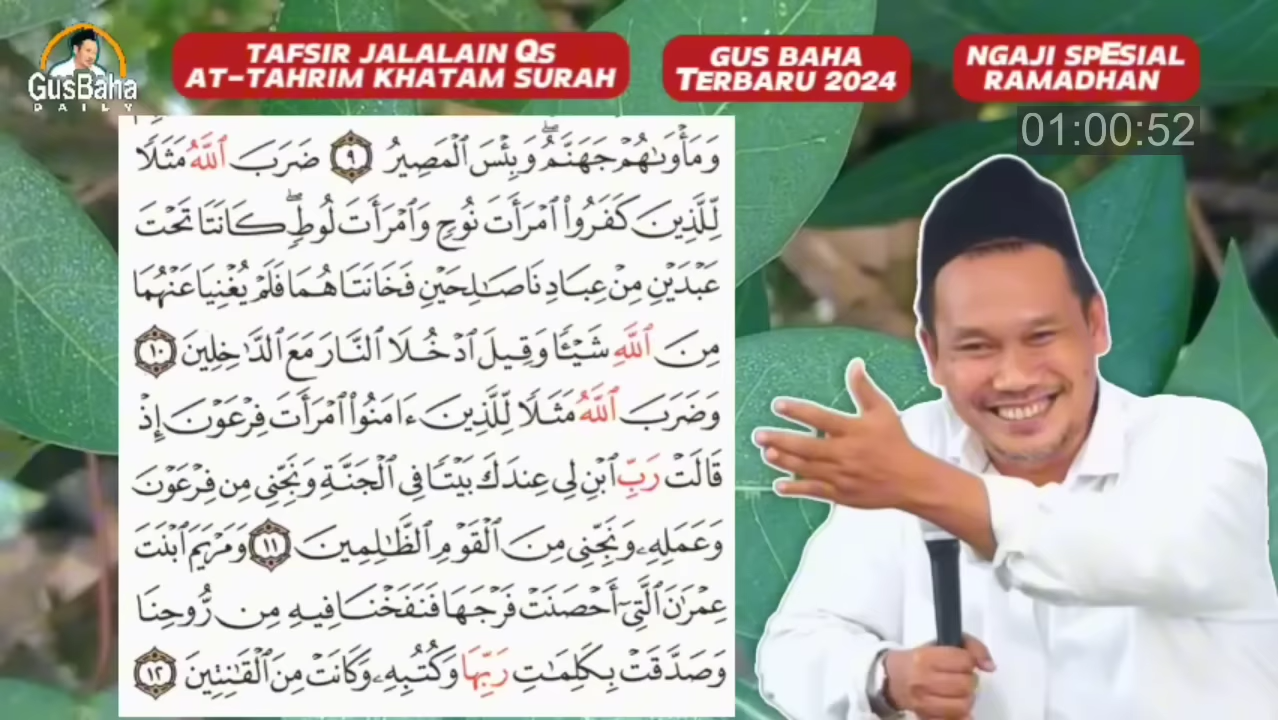 GusBaha
DAILY
TAFSIR JALALAIN QS
AT-TAHRIM KHATAM SURAH
GUS BAHA
TERBARU 2024
NGAJI SPESIAL
RAMADHAN
01:00:52
وَمَأۡوَىٰهُمۡ جَهَنَّمُۖ وَبِئۡسَ ٱلۡمَصِيرُ ٩ ضَرَبَ ٱللَّهُ مَثَلٗا
لِّلَّذِينَ كَفَرُواْ ٱمۡرَأَتَ نُوحٖ وَٱمۡرَأَتَ لُوطٖۖ كَانَتَا تَحۡتَ
عَبۡدَيۡنِ مِنۡ عِبَادِنَا صَٰلِحَيۡنِ فَخَانَتَاهُمَا فَلَمۡ يُغۡنِيَا عَنۡهُمَا
مِنَ ٱللَّهِ شَيۡـٔٗا وَقِيلَ ٱدۡخُلَا ٱلنَّارَ مَعَ ٱلدَّٰخِلِينَ ١٠
وَضَرَبَ ٱللَّهُ مَثَلٗا لِّلَّذِينَ ءَامَنُواْ ٱمۡرَأَتَ فِرۡعَوۡنَ إِذۡ
قَالَتۡ رَبِّ ٱبۡنِ لِي عِندَكَ بَيۡتٗا فِي ٱلۡجَنَّةِ وَنَجِّنِي مِن فِرۡعَوۡنَ
وَعَمَلِهِۦ وَنَجِّنِي مِنَ ٱلۡقَوۡمِ ٱلظَّٰلِمِينَ ١١ وَمَرۡيَمَ ٱبۡنَتَ
عِمۡرَٰنَ ٱلَّتِيٓ أَحۡصَنَتۡ فَرۡجَهَا فَنَفَخۡنَا فِيهِ مِن رُّوحِنَا
وَصَدَّقَتۡ بِكَلِمَٰتِ رَبِّهَا وَكُتُبِهِۦ وَكَانَتۡ مِنَ ٱلۡقَٰنِتِينَ ١٢